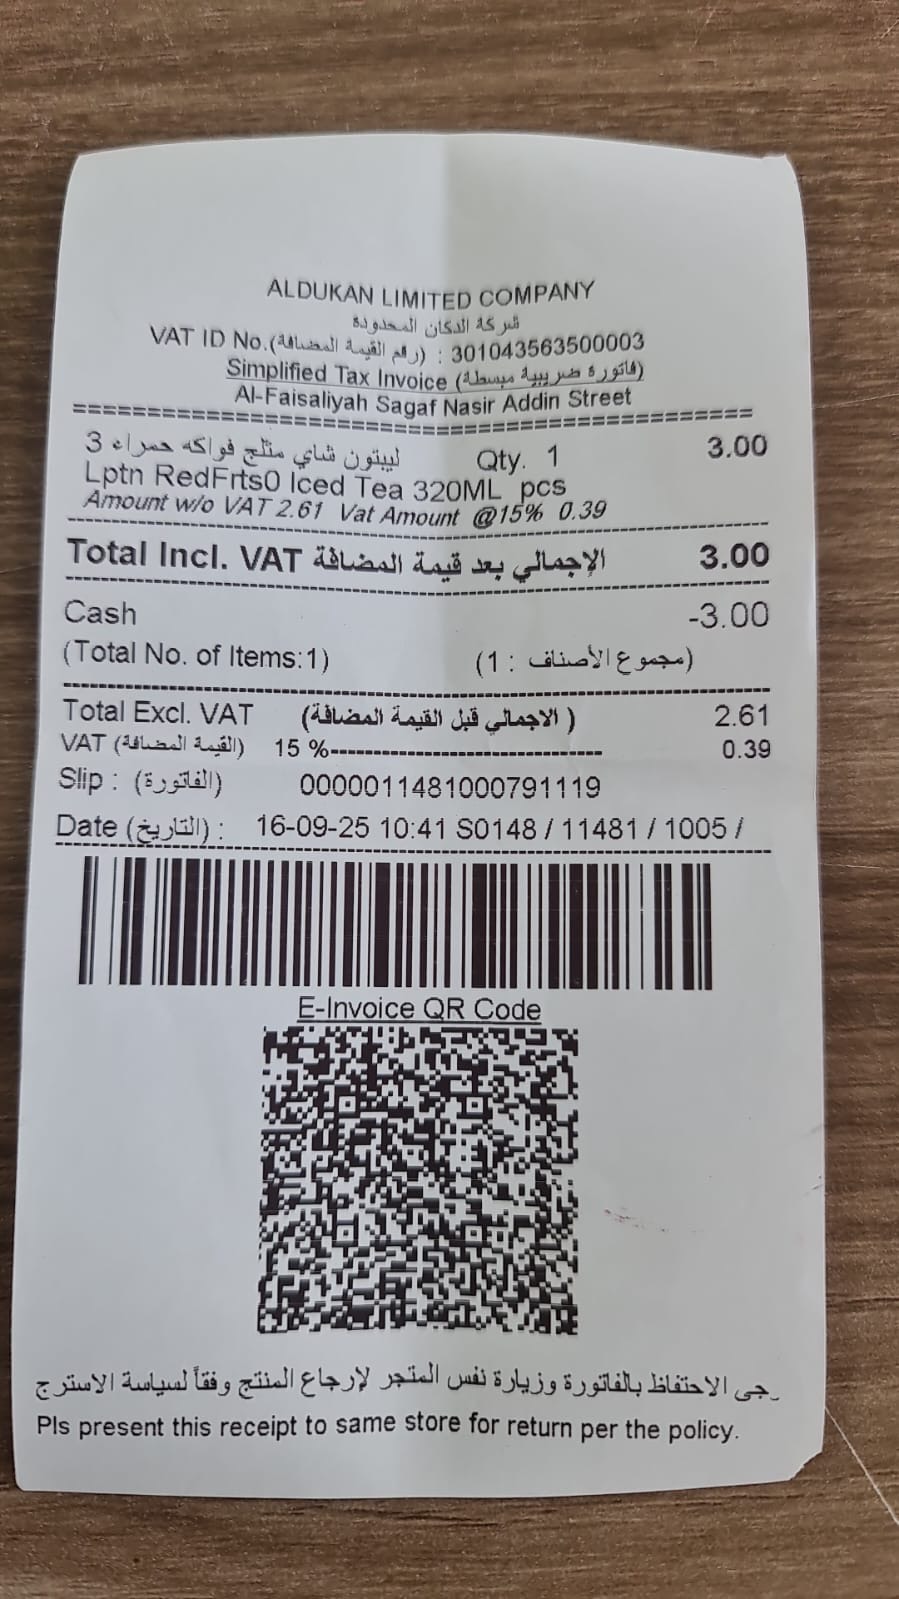 ALDUKAN LIMITED COMPANY
شركة الدكان المحدودة
VAT ID No.(رقم القيمة المضافة) : 301043563500003
Simplified Tax Invoice (فاتورة ضريبية مبسطة)
Al-Faisaliyah Sagaf Nasir Addin Street
ليبتون شاي مثلج فواكه حمراء 3 Qty. 1 3.00
Lptn RedFrts0 Iced Tea 320ML pcs
Amount w/o VAT 2.61 Vat Amount @15% 0.39
Total Incl. VAT الإجمالي بعد قيمة المضافة 3.00
Cash -3.00
(Total No. of Items:1) (مجموع الأصناف : 1)
Total Excl. VAT (الاجمالي قبل القيمة المضافة ) 2.61
VAT (القيمة المضافة) 15 %------------------------------ 0.39
Slip : (الفاتورة) 0000011481000791119
Date (التاريخ) : 16-09-25 10:41 S0148 / 11481 / 1005 /
E-Invoice QR Code
رجى الاحتفاظ بالفاتورة وزيارة نفس المتجر لإرجاع المنتج وفقاً لسياسة الاسترج
Pls present this receipt to same store for return per the policy.